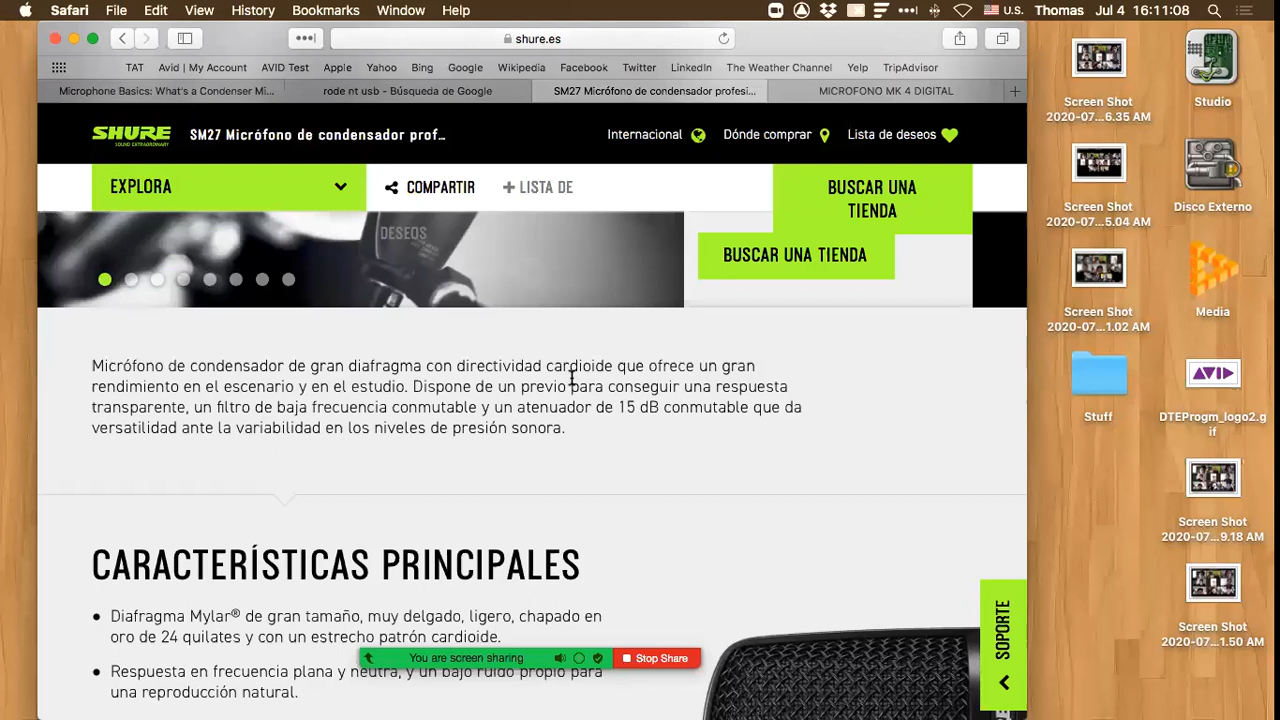 Safari File Edit View History Bookmarks Window Help U.S. Thomas Jul 4 16:11:08
shure.es
TAT Avid | My Account AVID Test Apple Yahoo Bing Google Wikipedia Facebook Twitter LinkedIn The Weather Channel Yelp TripAdvisor
Microphone Basics: What's a Condenser Mi... rode nt usb - Búsqueda de Google SM27 Micrófono de condensador profesi... MICROFONO MK 4 DIGITAL
SHURE
SOUND EXTRAORDINARY
SM27 Micrófono de condensador prof... Internacional Dónde comprar Lista de deseos
EXPLORA COMPARTIR + LISTA DE
DESEOS
BUSCAR UNA
TIENDA
BUSCAR UNA TIENDA
Micrófono de condensador de gran diafragma con directividad cardioide que ofrece un gran
rendimiento en el escenario y en el estudio. Dispone de un previo para conseguir una respuesta
transparente, un filtro de baja frecuencia conmutable y un atenuador de 15 dB conmutable que da
versatilidad ante la variabilidad en los niveles de presión sonora.
CARACTERÍSTICAS PRINCIPALES
• Diafragma Mylar® de gran tamaño, muy delgado, ligero, chapado en
oro de 24 quilates y con un estrecho patrón cardioide.
• Respuesta en frecuencia plana y neutra, y un bajo ruido propio para
una reproducción natural.
You are screen sharing Stop Share
SOPORTE
Screen Shot
2020-07...6.35 AM
Studio
Screen Shot
2020-07...5.04 AM
Disco Externo
Screen Shot
2020-07...1.02 AM
Media
Stuff
AVID
DTEProgm_logo2.g
if
Screen Shot
2020-07...9.18 AM
Screen Shot
2020-07...1.50 AM